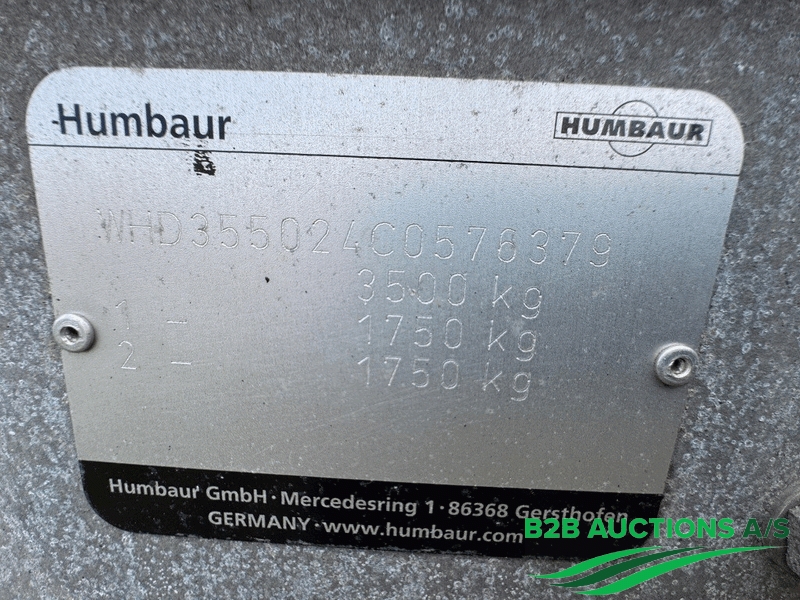 Humbaur
HUMBAUR
WHD355024C0576379
3500 kg
1 - 1750 kg
2 - 1750 kg
Humbaur GmbH · Mercedesring 1 · 86368 Gersthofen
GERMANY · www.humbaur.com
B2B AUCTIONS A/S